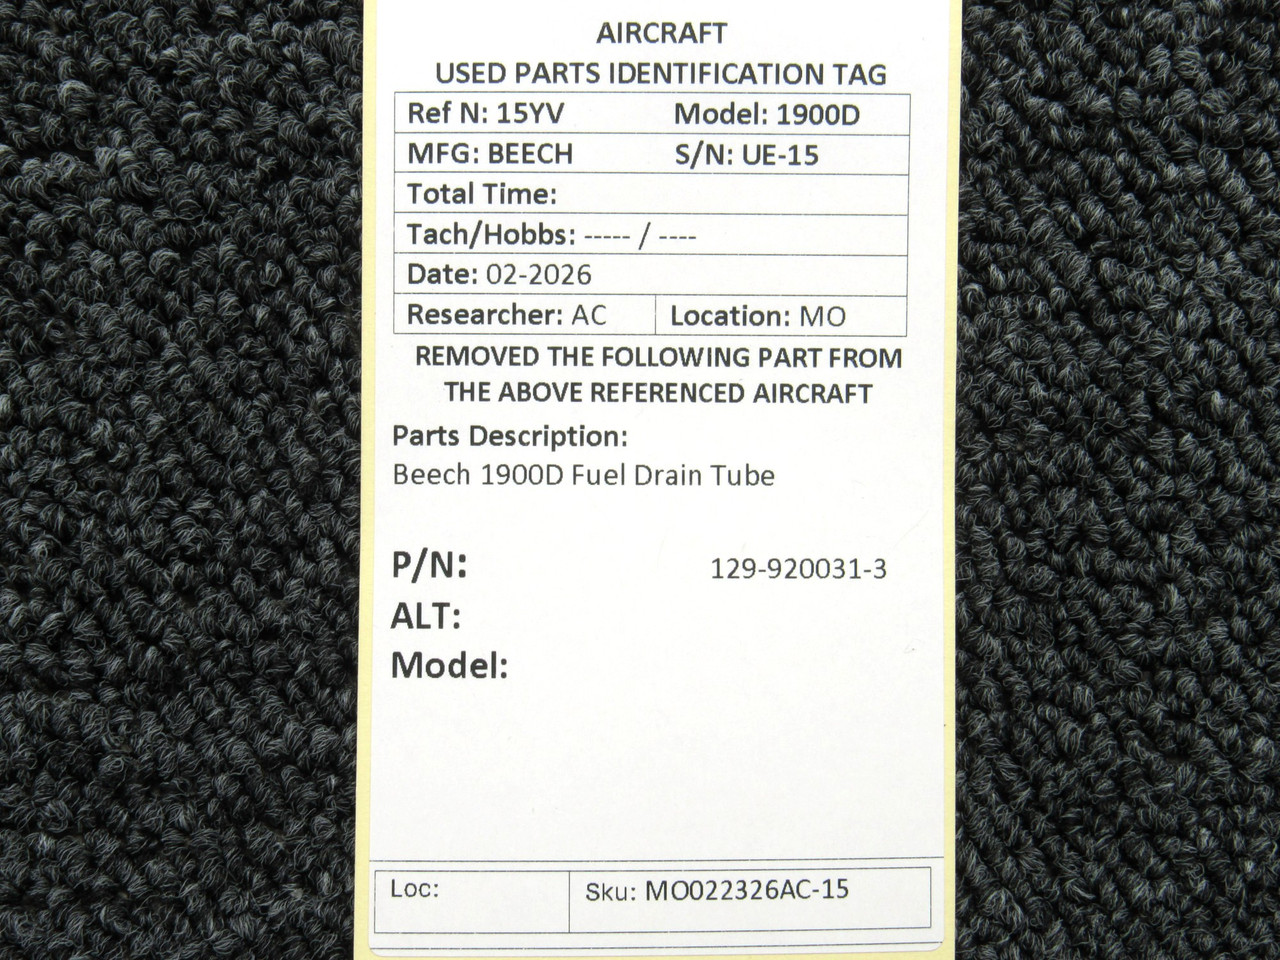 AIRCRAFT
USED PARTS IDENTIFICATION TAG
Ref N: 15YV Model: 1900D
MFG: BEECH S/N: UE-15
Total Time:
Tach/Hobbs: ----- / ----
Date: 02-2026
Researcher: AC Location: MO
REMOVED THE FOLLOWING PART FROM
THE ABOVE REFERENCED AIRCRAFT
Parts Description:
Beech 1900D Fuel Drain Tube
P/N: 129-920031-3
ALT:
Model:
Loc: Sku: MO022326AC-15